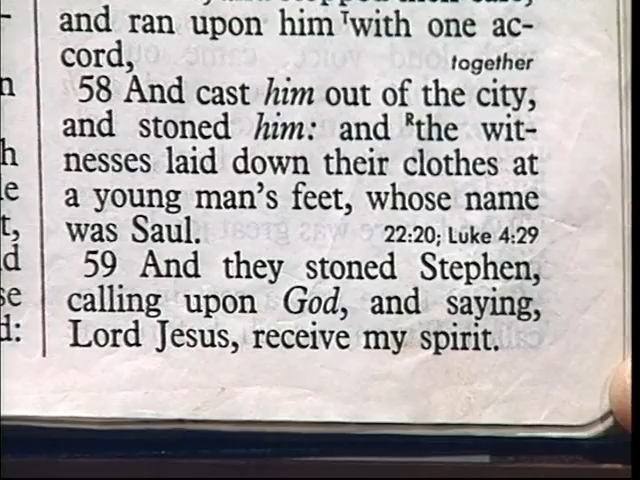 and ran upon him Twith one ac-
cord, together
58 And cast him out of the city,
and stoned him: and Rthe wit-
nesses laid down their clothes at
a young man's feet, whose name
was Saul. 22:20; Luke 4:29
59 And they stoned Stephen,
calling upon God, and saying,
Lord Jesus, receive my spirit.